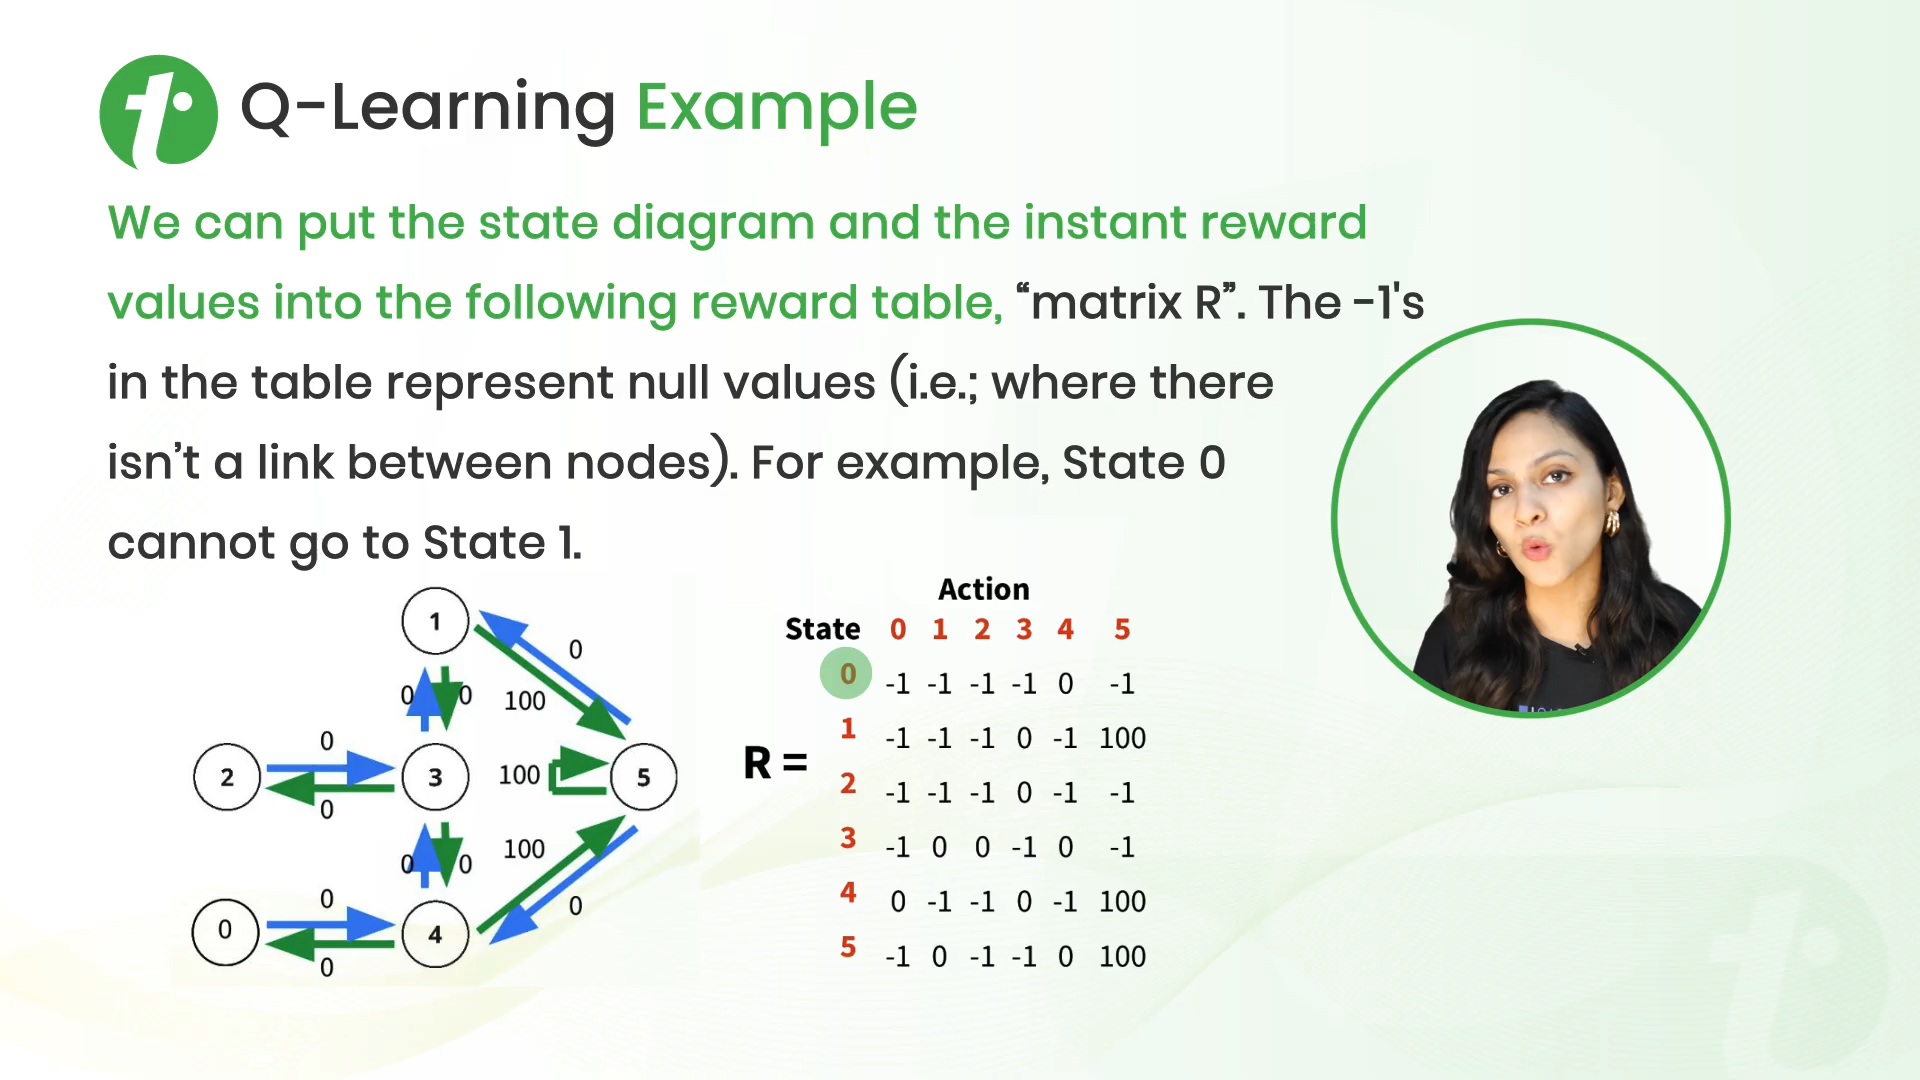 Q-Learning Example
We can put the state diagram and the instant reward
values into the following reward table, “matrix R”. The -1's
in the table represent null values (i.e.; where there
isn’t a link between nodes). For example, State 0
cannot go to State 1.
1
0
0 0 100
0
2 3 100 5
0
0 0 100
0
0
0 4
0
Action
State 0 1 2 3 4 5
0 -1 -1 -1 -1 0 -1
1 -1 -1 -1 0 -1 100
R =
2 -1 -1 -1 0 -1 -1
3 -1 0 0 -1 0 -1
4 0 -1 -1 0 -1 100
5 -1 0 -1 -1 0 100